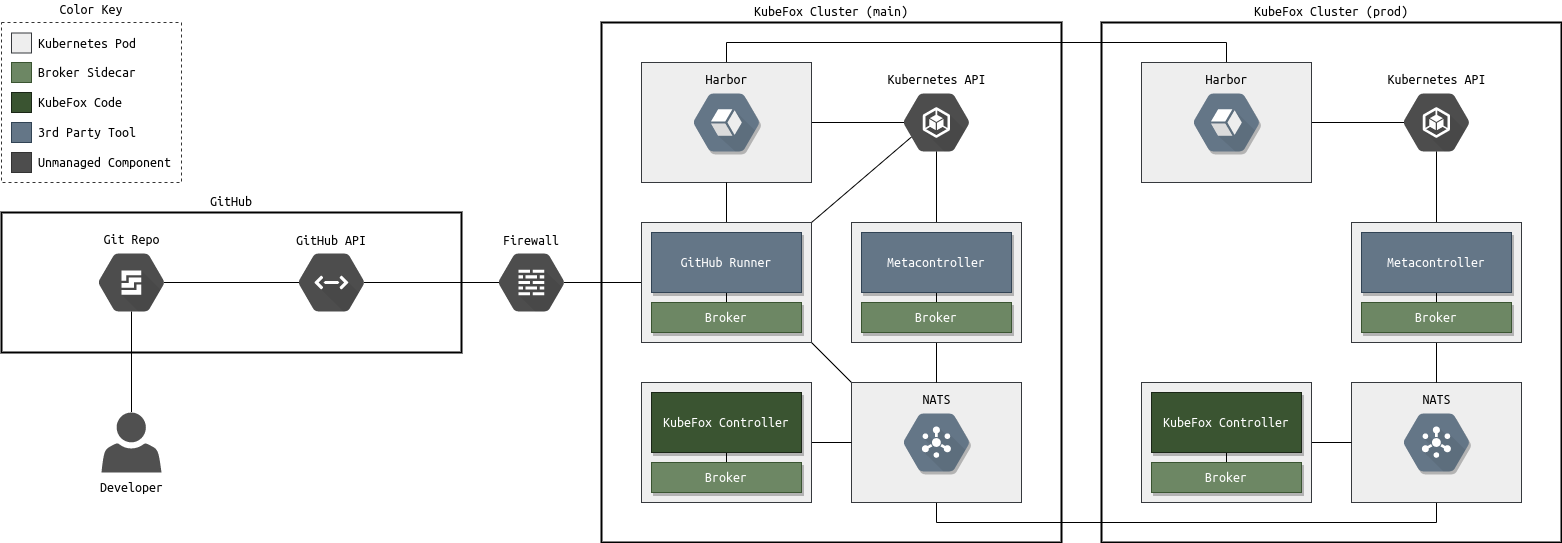 Color Key
Kubernetes Pod
Broker Sidecar
KubeFox Code
3rd Party Tool
Unmanaged Component
GitHub
Git Repo
GitHub API
Firewall
Developer
KubeFox Cluster (main)
Harbor
Kubernetes API
GitHub Runner
Broker
Metacontroller
Broker
KubeFox Controller
Broker
NATS
KubeFox Cluster (prod)
Harbor
Kubernetes API
Metacontroller
Broker
KubeFox Controller
Broker
NATS